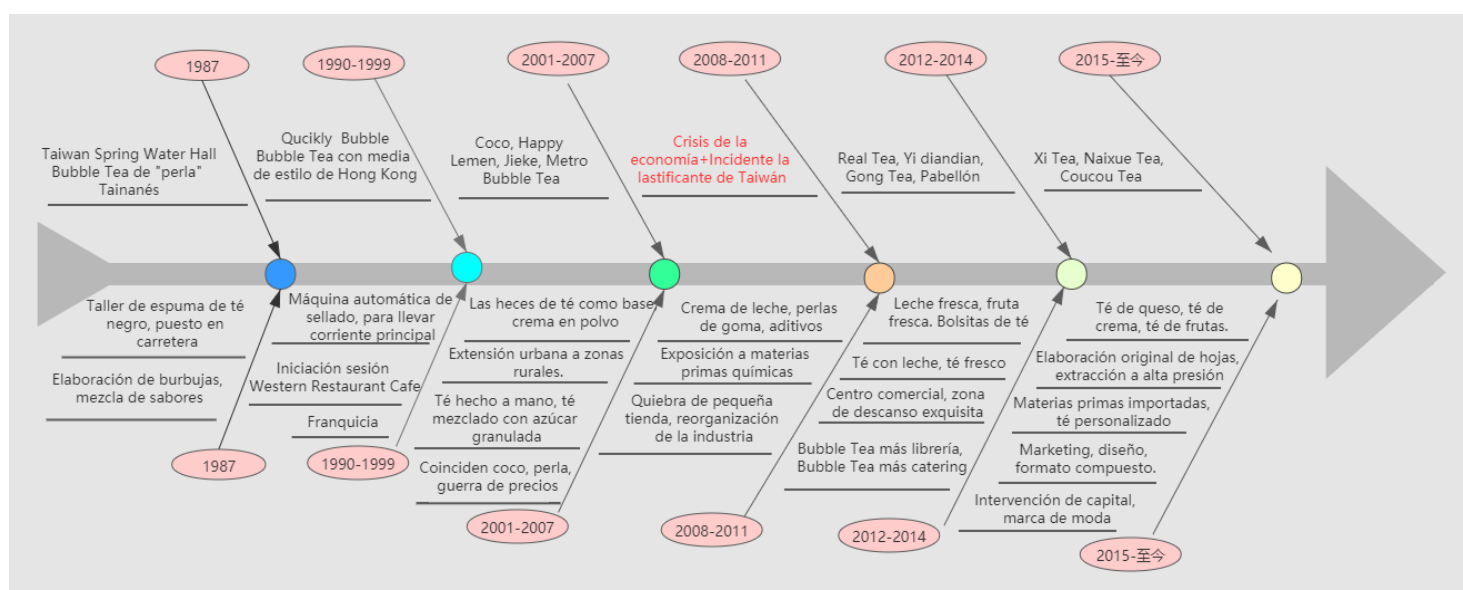 1987
1990-1999
2001-2007
2008-2011
2012-2014
2015-至今
Taiwan Spring Water Hall
Bubble Tea de "perla"
Tainanés
Qucikly Bubble
Bubble Tea con media
de estilo de Hong Kong
Coco, Happy
Lemen, Jieke, Metro
Bubble Tea
Crisis de la
economía+Incidente la
lastificante de Taiwán
Real Tea, Yi diandian,
Gong Tea, Pabellón
Xi Tea, Naixue Tea,
Coucou Tea
Taller de espuma de té
negro, puesto en
carretera
Elaboración de burbujas,
mezcla de sabores
1987
Máquina automática de
sellado, para llevar
corriente principal
Iniciación sesión
Western Restaurant Cafe
Franquicia
1990-1999
Las heces de té como base,
crema en polvo
Extensión urbana a zonas
rurales.
Té hecho a mano, té
mezclado con azúcar
granulada
Coinciden coco, perla,
guerra de precios
2001-2007
Crema de leche, perlas
de goma, aditivos
Exposición a materias
primas químicas
Quiebra de pequeña
tienda, reorganización
de la industria
2008-2011
Leche fresca, fruta
fresca. Bolsitas de té
Té con leche, té fresco
Centro comercial, zona
de descanso exquisita
Bubble Tea más librería,
Bubble Tea más catering
2012-2014
Té de queso, té de
crema, té de frutas.
Elaboración original de hojas,
extracción a alta presión
Materias primas importadas,
té personalizado
Marketing, diseño,
formato compuesto.
Intervención de capital,
marca de moda
2015-至今